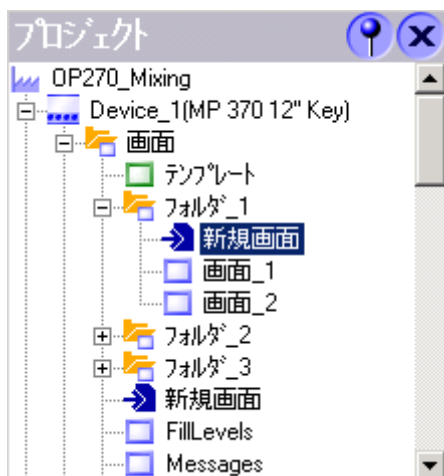 プロジェクト
OP270_Mixing
Device_1(MP 370 12" Key)
画面
テンプレート
フォルダ_1
新規画面
画面_1
画面_2
フォルダ_2
フォルダ_3
新規画面
FillLevels
Messages